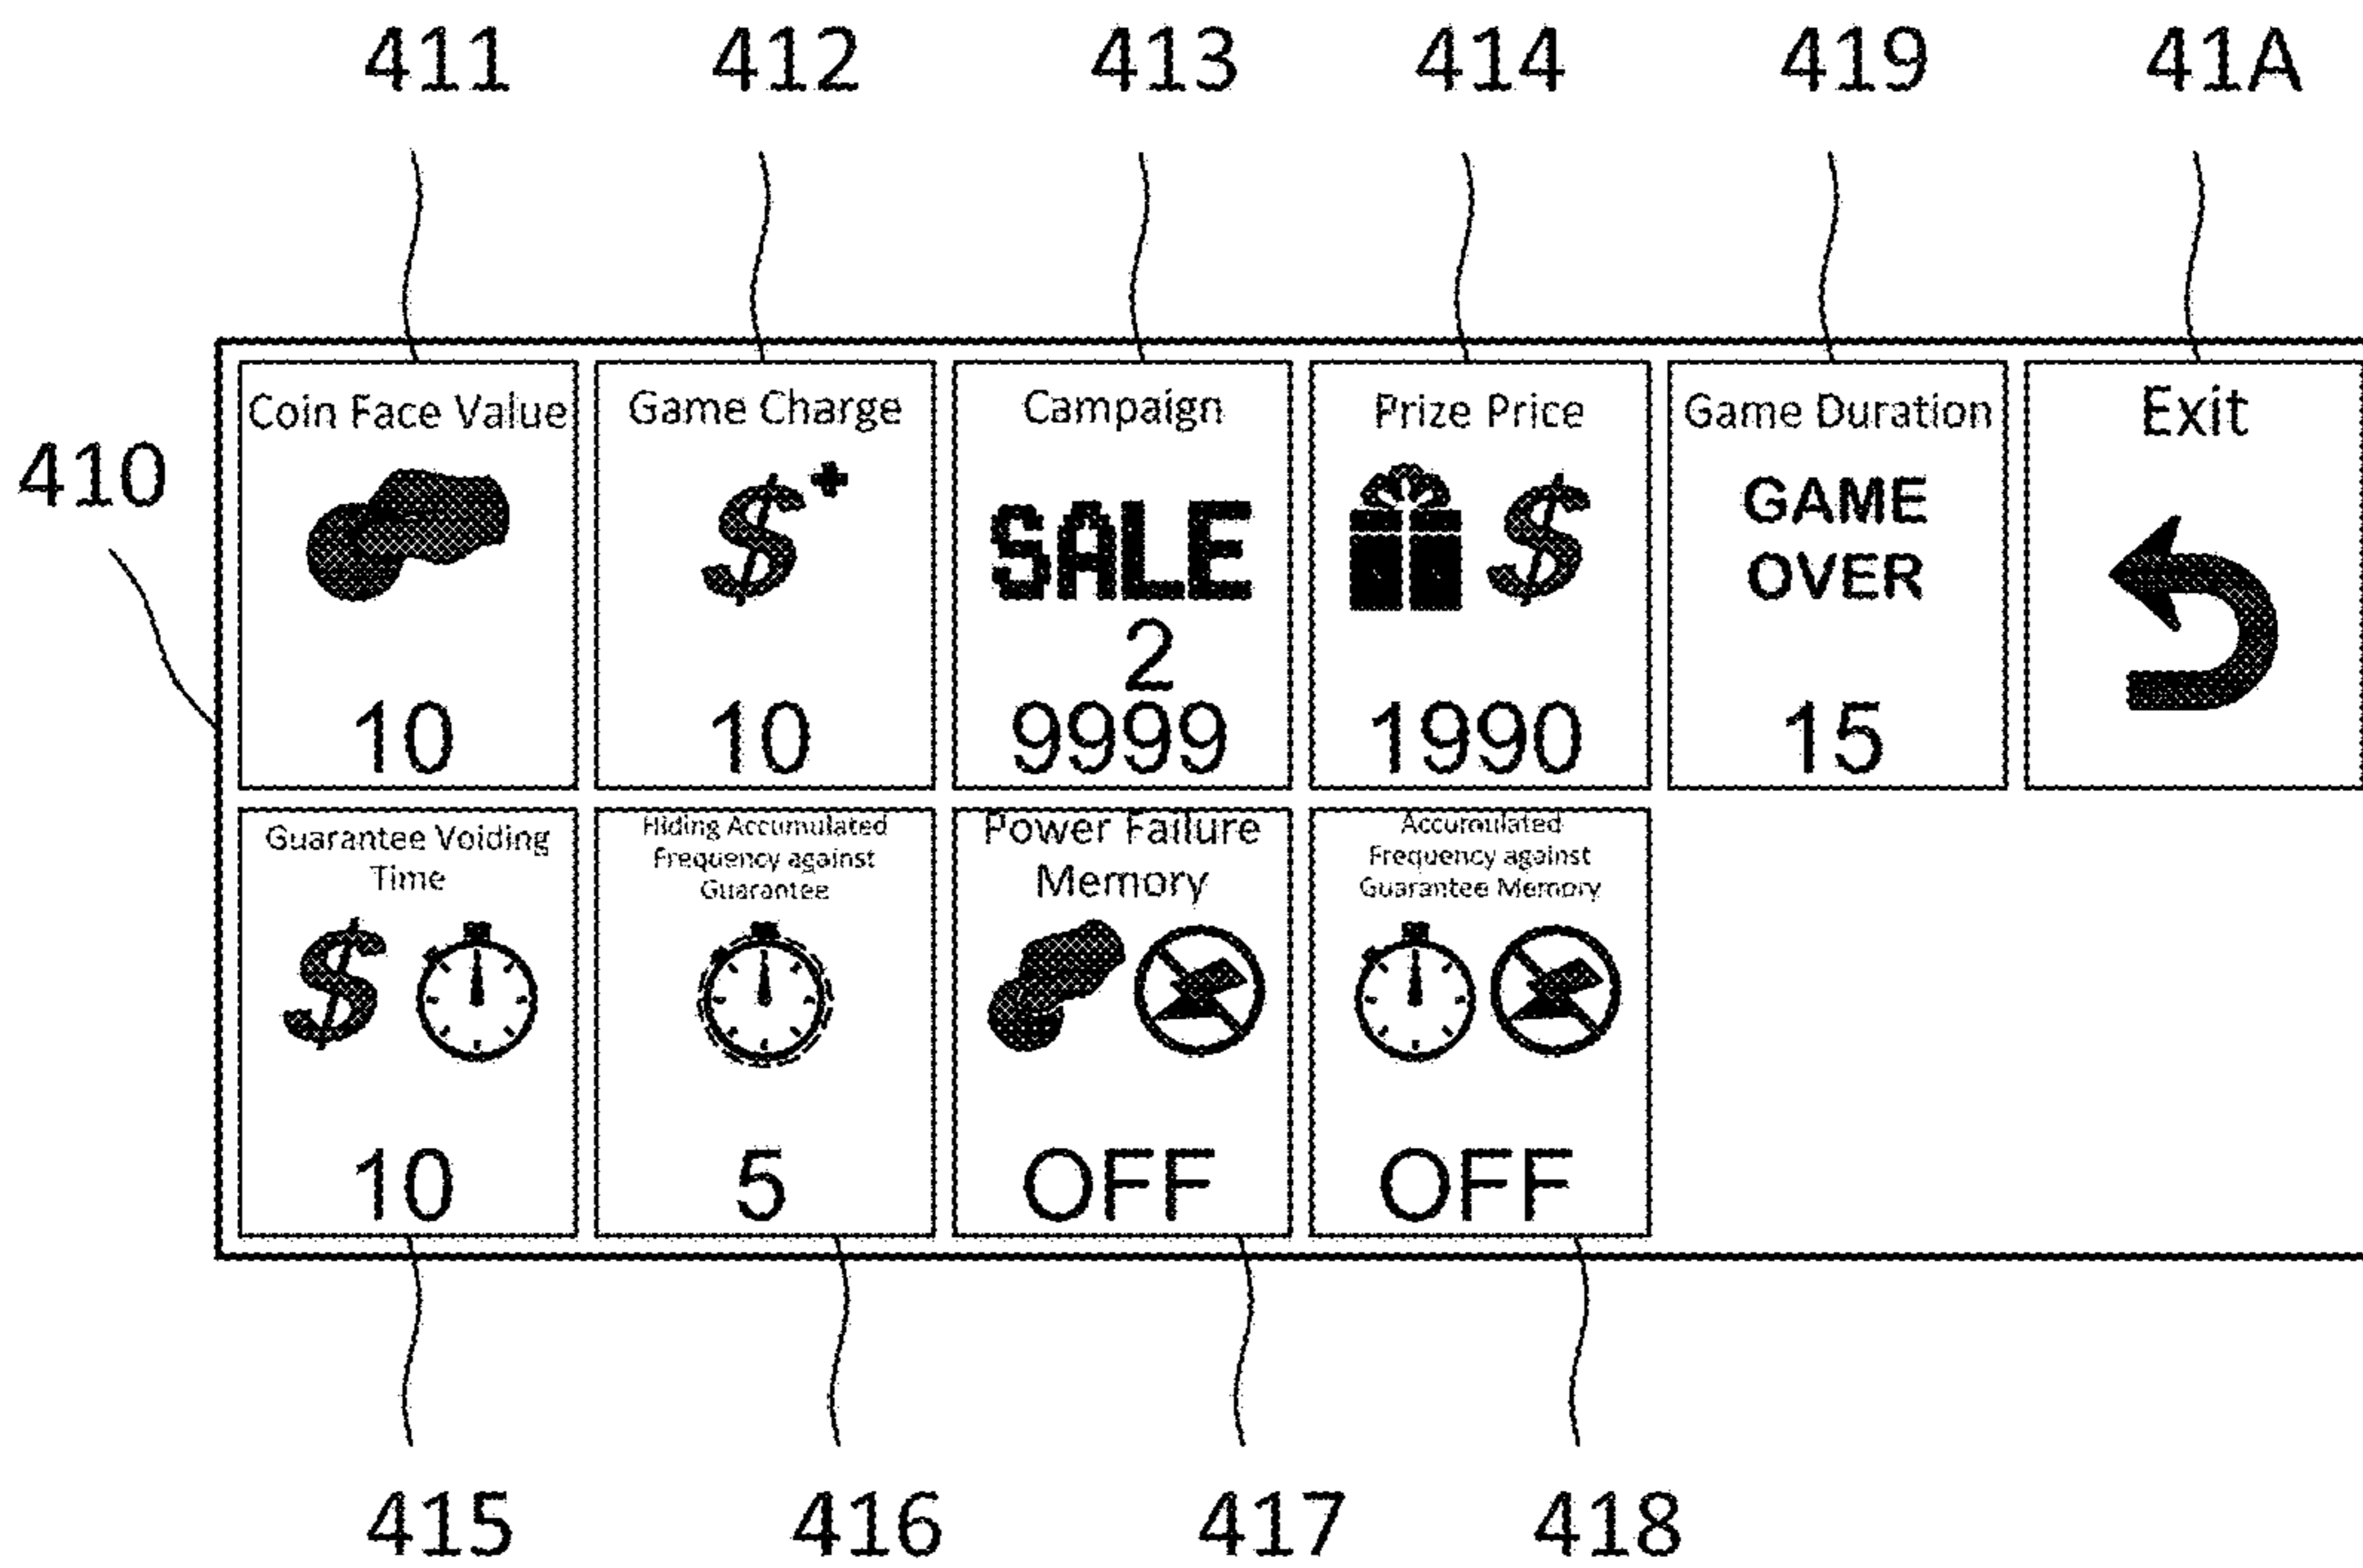 411 412 413 414 419 41A
410
Coin Face Value
10
Game Charge
$+
10
Campaign
SALE
2
9999
Prize Price
$
1990
Game Duration
GAME
OVER
15
Exit
Guarantee Voiding
Time
$
10
Hiding Accumulated
Frequency against
Guarantee
5
Power Failure
Memory
OFF
Accumulated
Frequency against
Guarantee Memory
OFF
415 416 417 418